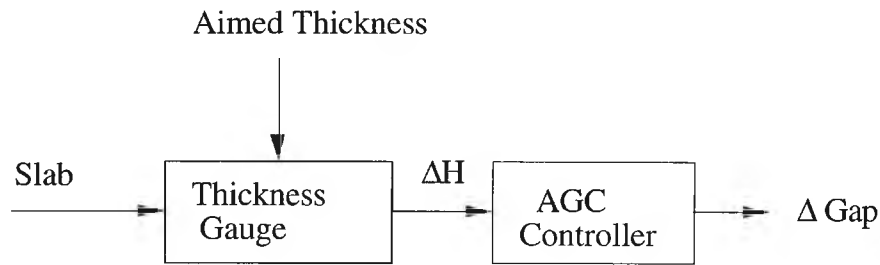 Aimed Thickness
Slab
Thickness
Gauge
ΔH
AGC
Controller
Δ Gap